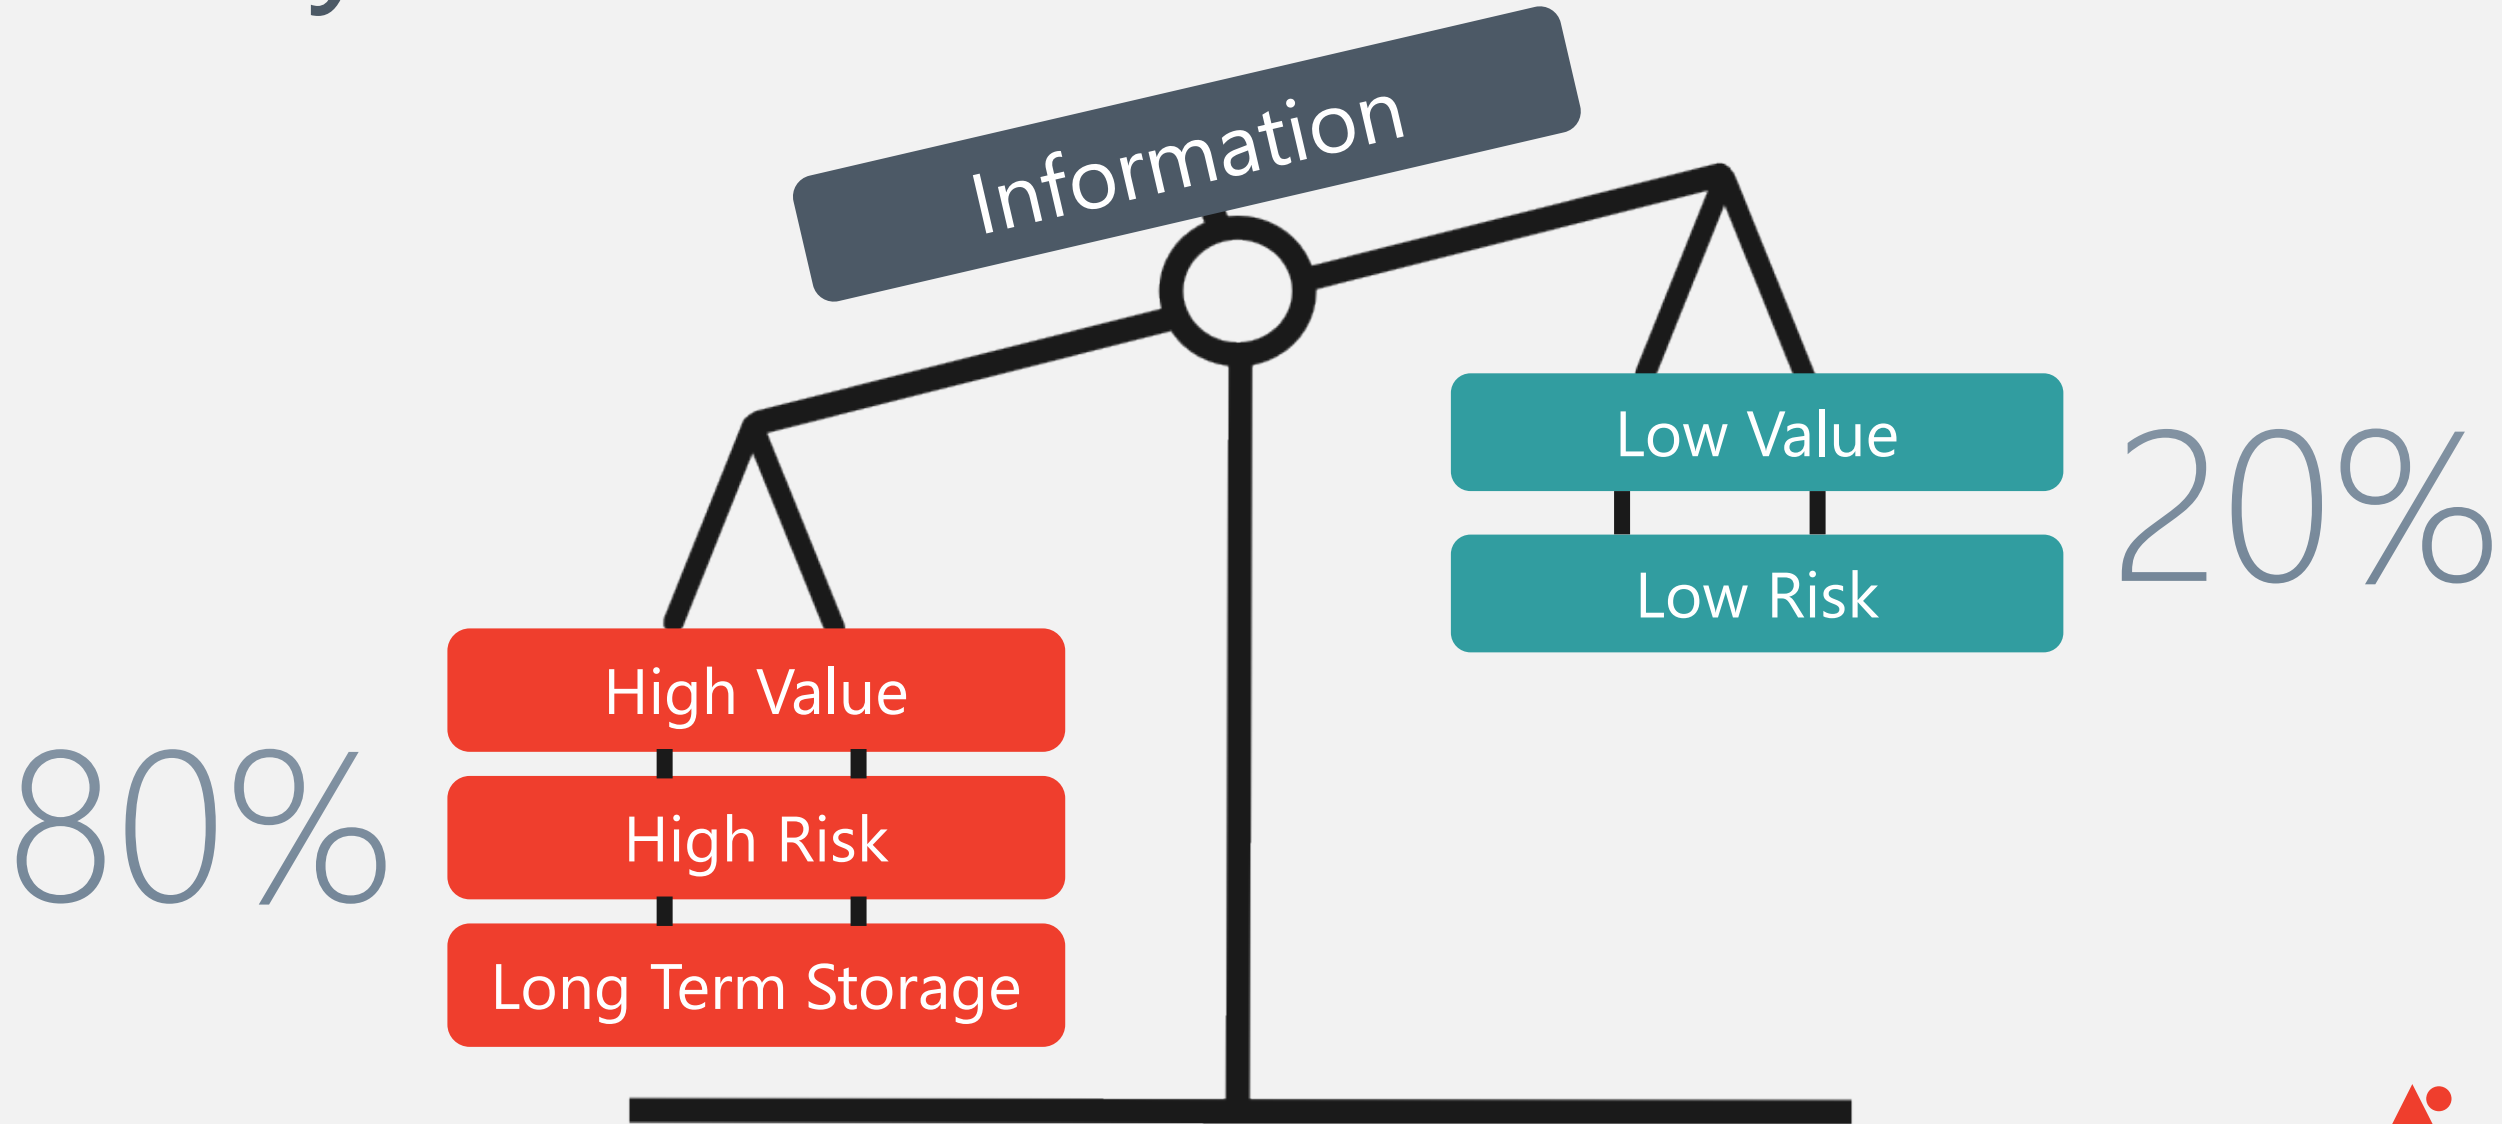 Information
Low Value
20%
Low Risk
High Value
80%
High Risk
Long Term Storage